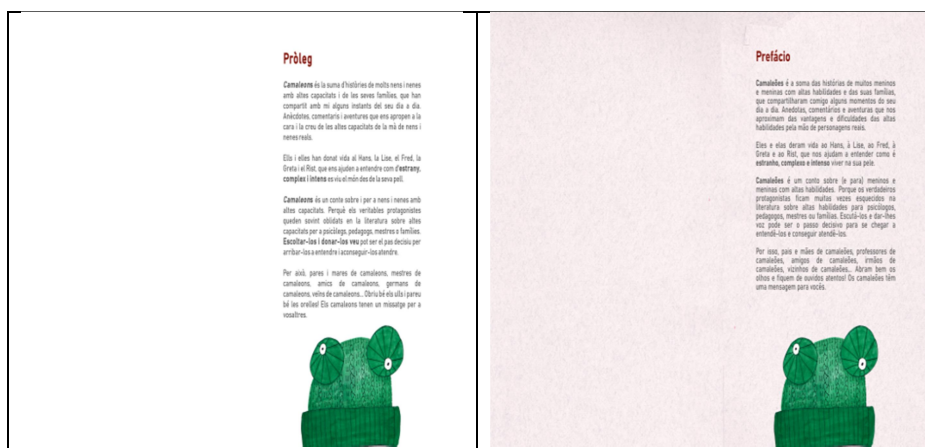 Pròleg
Camaleons és la suma d'històries de molts nens i nenes
amb altes capacitats i de les seves famílies, que han
compartit amb mi alguns instants del seu dia a dia.
Anècdotes, comentaris i aventures que ens apropen a la
cara i la creu de les altes capacitats de la mà de nens i
nenes reals.
Ells i elles han donat vida al Hans, la Lise, el Fred, la
Greta i el Rist, que ens ajuden a entendre com d'estrany,
complex i intens es viu el món des de la seva pell.
Camaleons és un conte sobre i per a nens i nenes amb
altes capacitats. Perquè els veritables protagonistes
queden sovint oblidats en la literatura sobre altes
capacitats per a psicòlegs, pedagogs, mestres o famílies.
Escoltar-los i donar-los veu pot ser el pas decisiu per
arribar-los a entendre i aconseguir-los atendre.
Per això, pares i mares de camaleons, mestres de
camaleons, amics de camaleons, germans de
camaleons, veïns de camaleons... Obriu bé els ulls i pareu
bé les orelles! Els camaleons tenen un missatge per a
vosaltres.
Prefácio
Camaleões é a soma das histórias de muitos meninos
e meninas com altas habilidades e das suas famílias,
que compartilharam comigo alguns momentos do seu
dia a dia. Anedotas, comentários e aventuras que nos
aproximam das vantagens e dificuldades das altas
habilidades pela mão de personagens reais.
Eles e elas deram vida ao Hans, à Lise, ao Fred, à
Greta e ao Rist, que nos ajudam a entender como é
estranho, complexo e intenso viver na sua pele.
Camaleões é um conto sobre (e para) meninos e
meninas com altas habilidades. Porque os verdadeiros
protagonistas ficam muitas vezes esquecidos na
literatura sobre altas habilidades para psicólogos,
pedagogos, mestres ou famílias. Escutá-los e dar-lhes
voz pode ser o passo decisivo para se chegar a
entendê-los e conseguir atendê-los.
Por isso, pais e mães de camaleões, professores de
camaleões, amigos de camaleões, irmãos de
camaleões, vizinhos de camaleões... Abram bem os
olhos e fiquem de ouvidos atentos! Os camaleões têm
uma mensagem para vocês.